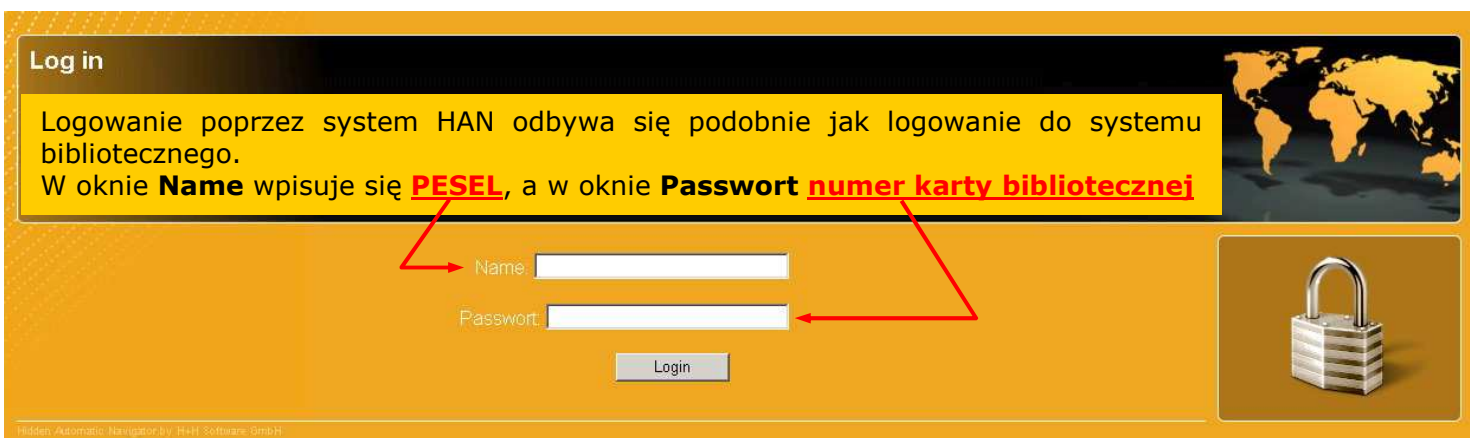 Log in
Logowanie poprzez system HAN odbywa się podobnie jak logowanie do systemu
bibliotecznego.
W oknie Name wpisuje się PESEL, a w oknie Passwort numer karty bibliotecznej
Name:
Passwort:
Login
Hidden Automatic Navigator by H+H Software GmbH